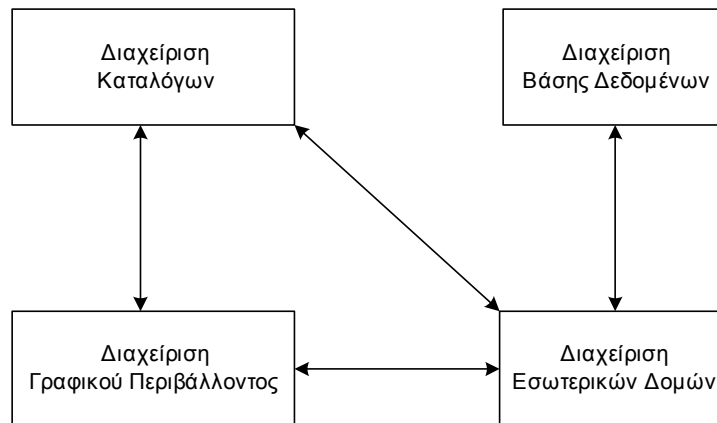 Διαχείριση
Καταλόγων
Διαχείριση
Βάσης Δεδομένων
Διαχείριση
Γραφικού Περιβάλλοντος
Διαχείριση
Εσωτερικών Δομών